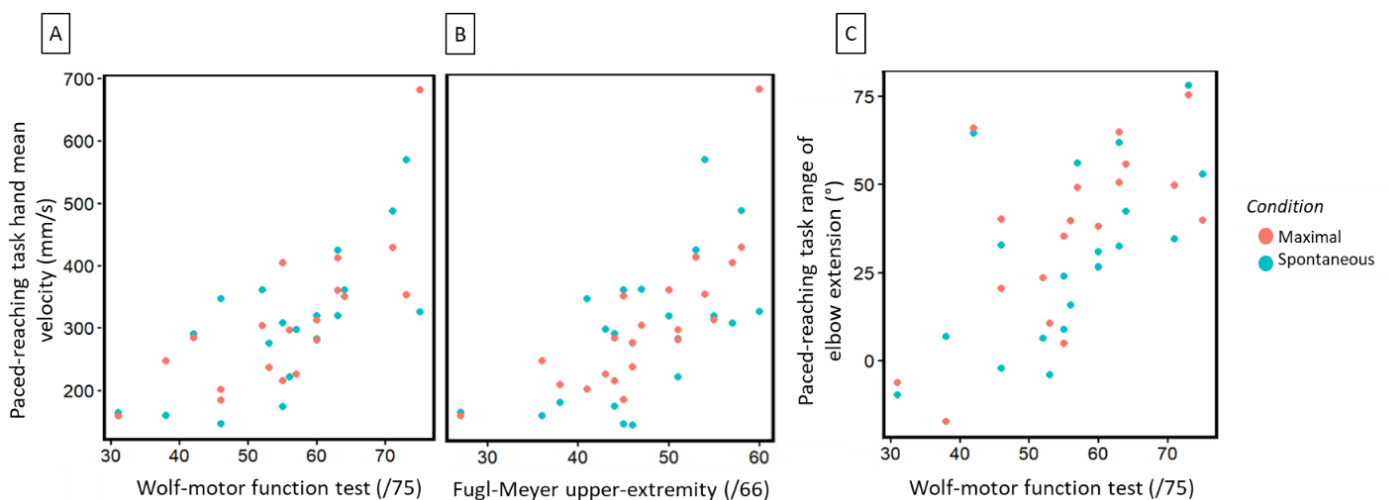 A
B
C
Paced-reaching task hand mean
velocity (mm/s)
700
600
500
400
300
200
30 40 50 60 70
Wolf-motor function test (/75)
30 40 50 60
Fugl-Meyer upper-extremity (/66)
Paced-reaching task range of
elbow extension (°)
75
50
25
0
30 40 50 60 70
Wolf-motor function test (/75)
Condition
Maximal
Spontaneous